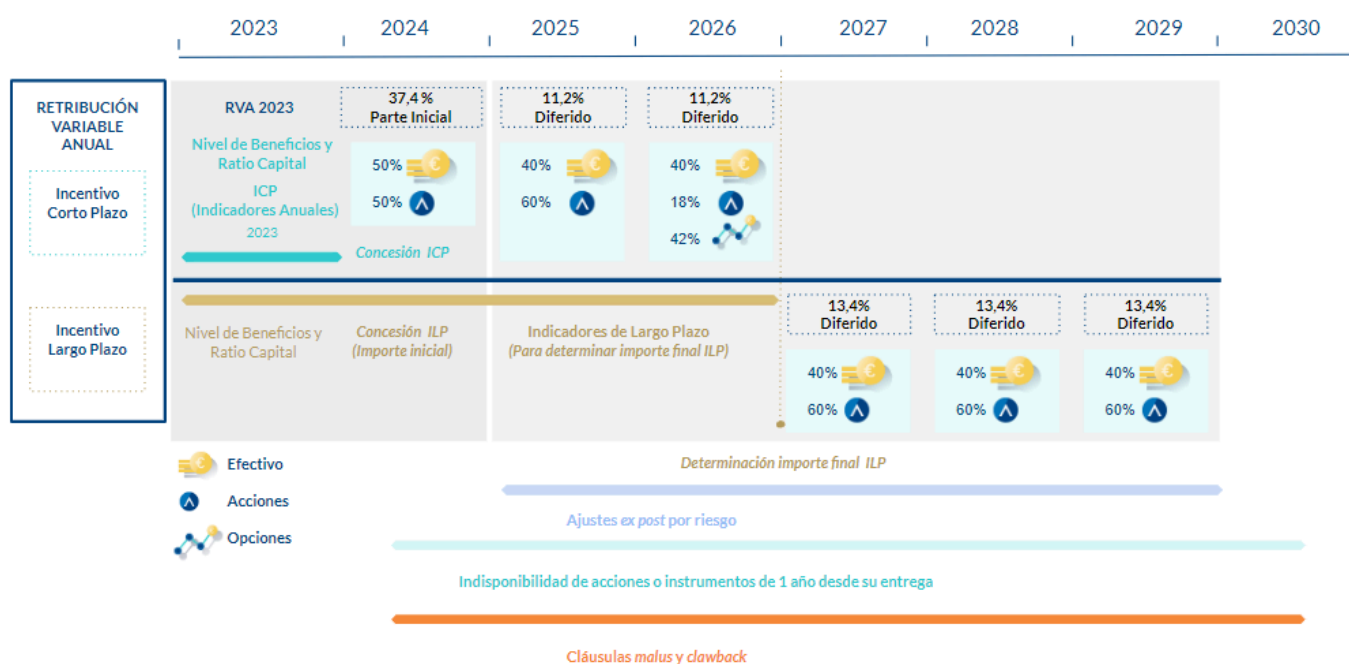 2023 2024 2025 2026 2027 2028 2029 2030
RETRIBUCIÓN
VARIABLE
ANUAL
Incentivo
Corto Plazo
Incentivo
Largo Plazo
RVA 2023
Nivel de Beneficios y
Ratio Capital
ICP
(Indicadores Anuales)
2023
37,4 %
Parte Inicial
50%
50%
Concesión ICP
11,2%
Diferido
40%
60%
11,2%
Diferido
40%
18%
42%
Nivel de Beneficios y
Ratio Capital
Concesión ILP
(Importe inicial)
Indicadores de Largo Plazo
(Para determinar importe final ILP)
13,4%
Diferido
40%
60%
13,4%
Diferido
40%
60%
13,4%
Diferido
40%
60%
Efectivo
Acciones
Opciones
Determinación importe final ILP
Ajustes ex post por riesgo
Indisponibilidad de acciones o instrumentos de 1 año desde su entrega
Cláusulas malus y clawback